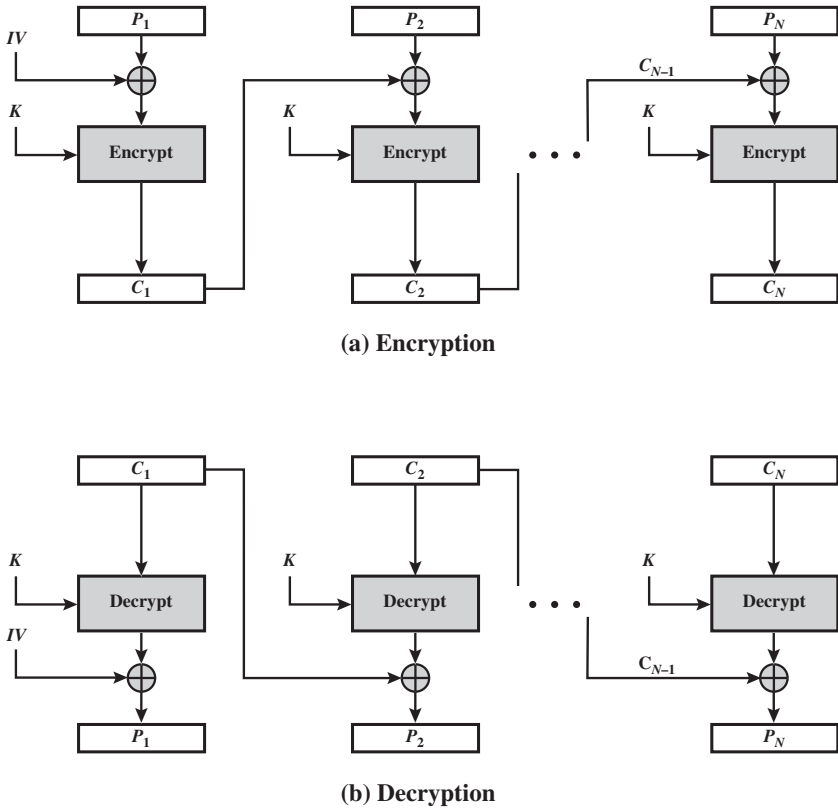 P1 P2 PN
IV
CN–1
K K K
Encrypt Encrypt Encrypt
C1 C2 CN
(a) Encryption
C1 C2 CN
K K K
Decrypt Decrypt Decrypt
IV
CN–1
P1 P2 PN
(b) Decryption